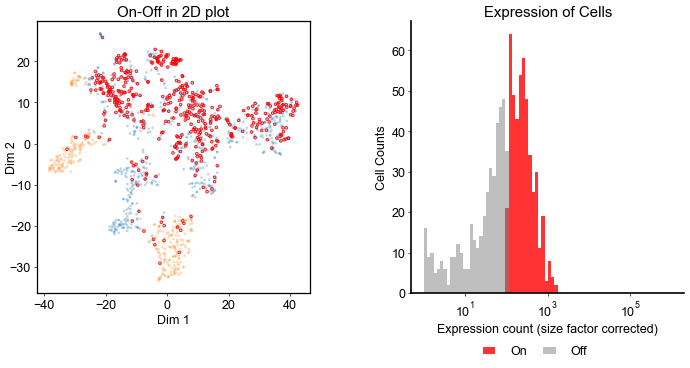 On-Off in 2D plot
Dim 2
20
10
0
−10
−20
−30
−40
−20
0
20
40
Dim 1
Expression of Cells
Cell Counts
60
50
40
30
20
10
0
10^1
10^3
10^5
Expression count (size factor corrected)
On
Off